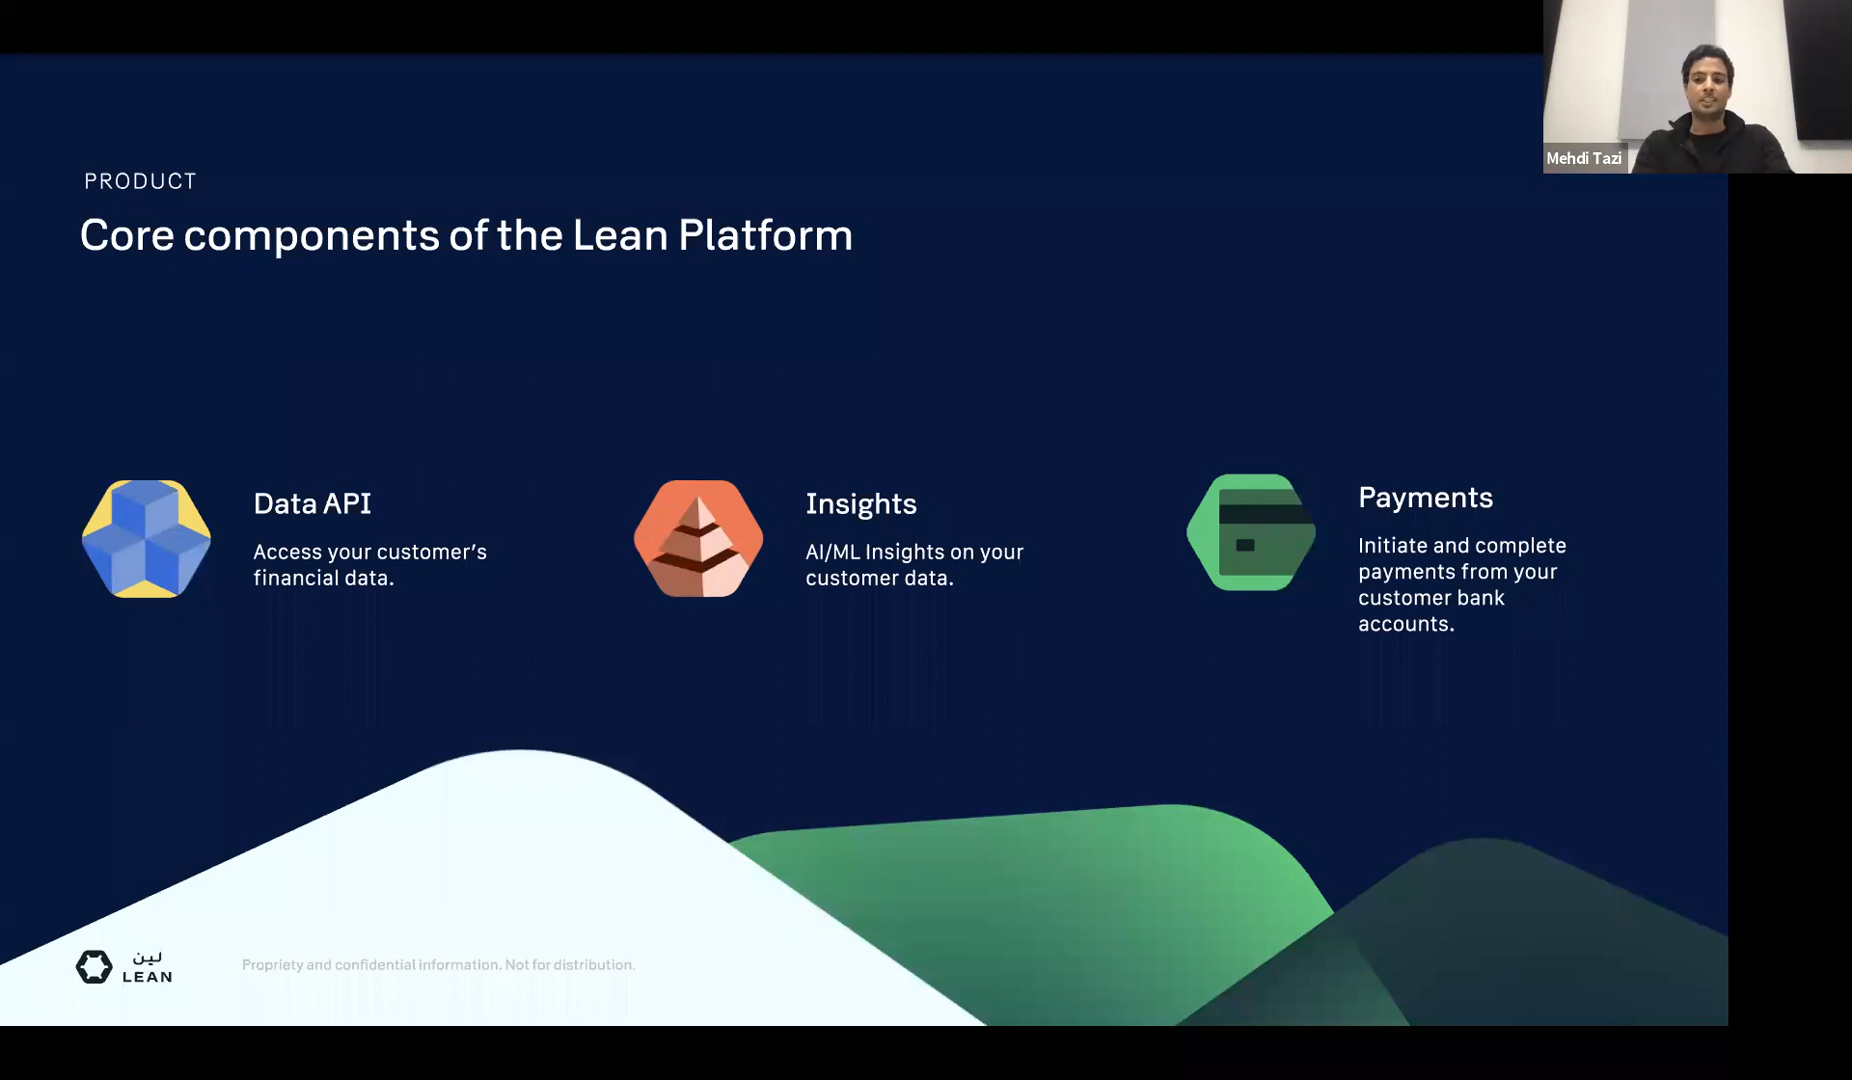 Mehdi Tazi
PRODUCT
Core components of the Lean Platform
Data API
Access your customer's
financial data.
Insights
AI/ML Insights on your
customer data.
Payments
Initiate and complete
payments from your
customer bank
accounts.
لين
LEAN
Propriety and confidential information. Not for distribution.